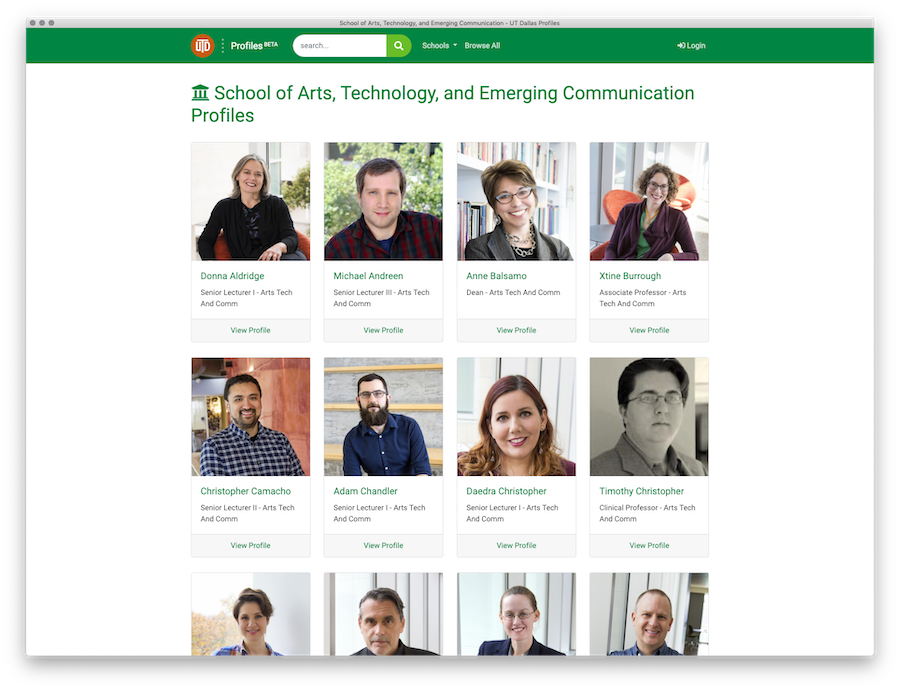 School of Arts, Technology, and Emerging Communication - UT Dallas Profiles
UTD
Profiles BETA
search...
Schools
Browse All
Login
School of Arts, Technology, and Emerging Communication
Profiles
Donna Aldridge
Senior Lecturer I - Arts Tech
And Comm
View Profile
Michael Andreen
Senior Lecturer III - Arts Tech
And Comm
View Profile
Anne Balsamo
Dean - Arts Tech And Comm
View Profile
Xtine Burrough
Associate Professor - Arts
Tech And Comm
View Profile
Christopher Camacho
Senior Lecturer II - Arts Tech
And Comm
View Profile
Adam Chandler
Senior Lecturer I - Arts Tech
And Comm
View Profile
Daedra Christopher
Senior Lecturer I - Arts Tech
And Comm
View Profile
Timothy Christopher
Clinical Professor - Arts Tech
And Comm
View Profile